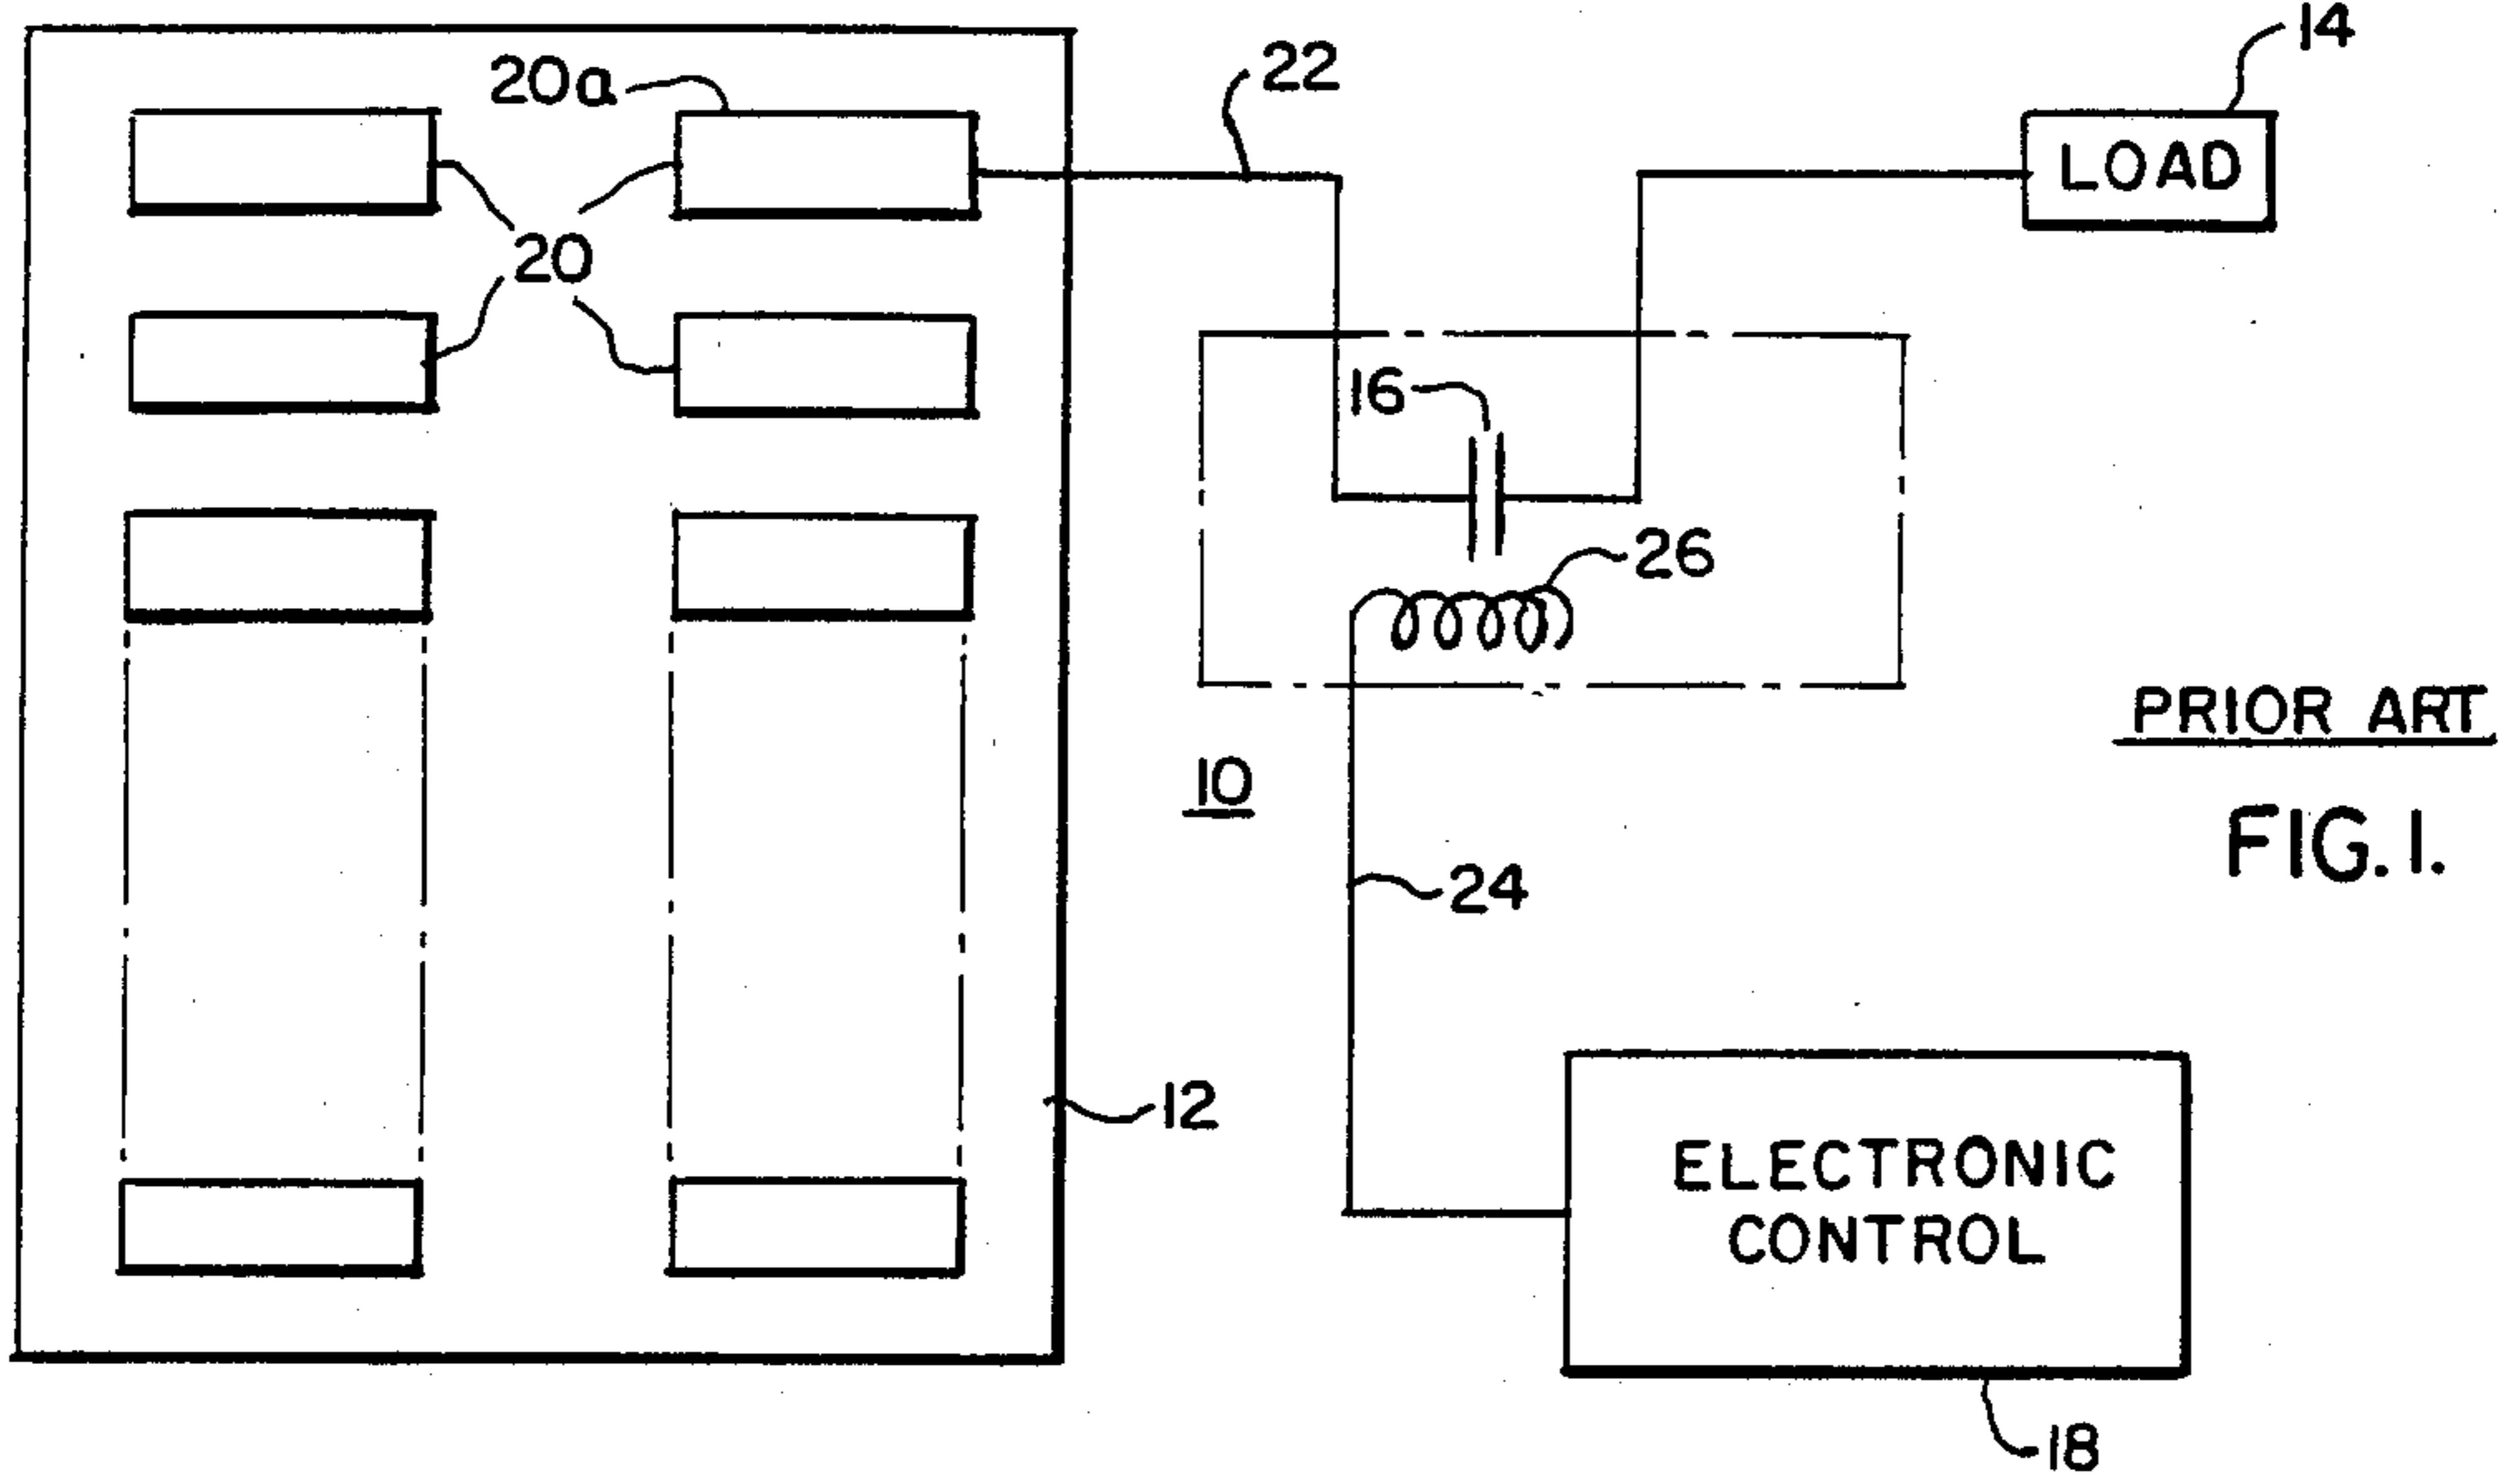 14
22
20a
LOAD
20
16
26
PRIOR ART
10
FIG. 1.
24
12
ELECTRONIC
CONTROL
18